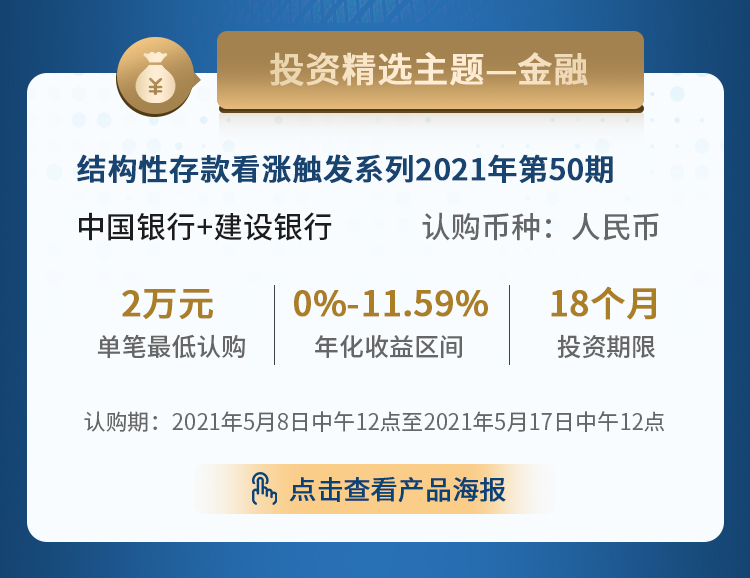 投资精选主题—金融
¥
结构性存款看涨触发系列2021年第50期
中国银行+建设银行 认购币种：人民币
2万元 0%-11.59% 18个月
单笔最低认购 年化收益区间 投资期限
认购期：2021年5月8日中午12点至2021年5月17日中午12点
点击查看产品海报